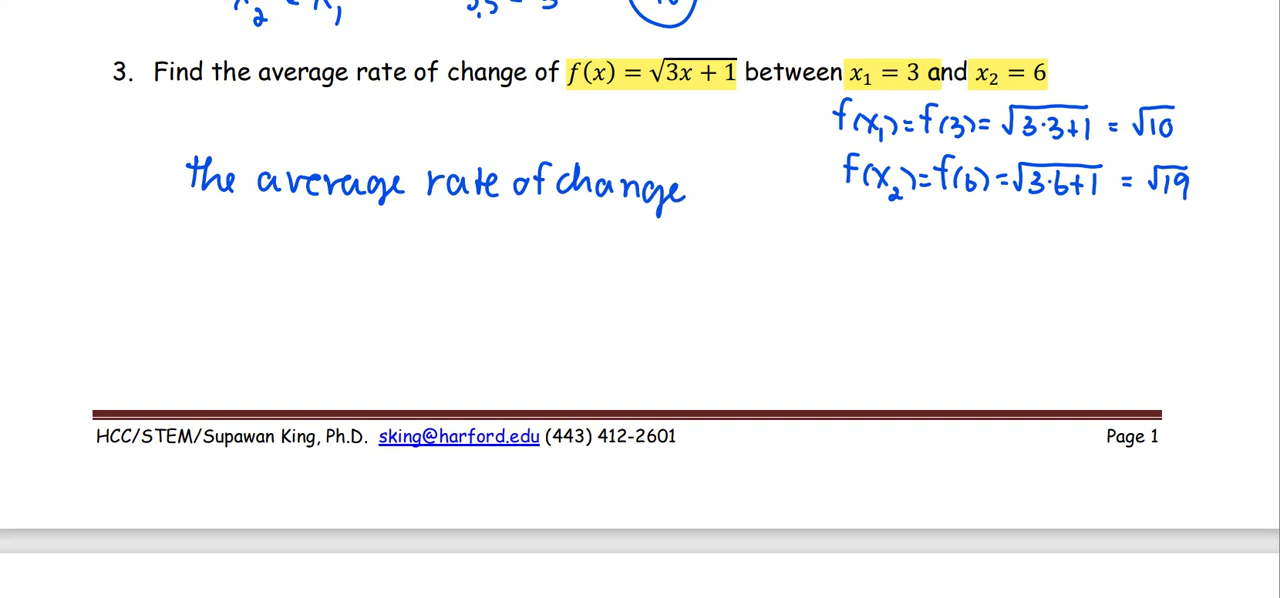 x₂ - x₁
3. Find the average rate of change of f(x) = √(3x + 1) between x₁ = 3 and x₂ = 6
f(x₁) = f(3) = √(3·3+1) = √10
the average rate of change
f(x₂) = f(6) = √(3·6+1) = √19
HCC/STEM/Supawan King, Ph.D. sking@harford.edu (443) 412-2601 Page 1